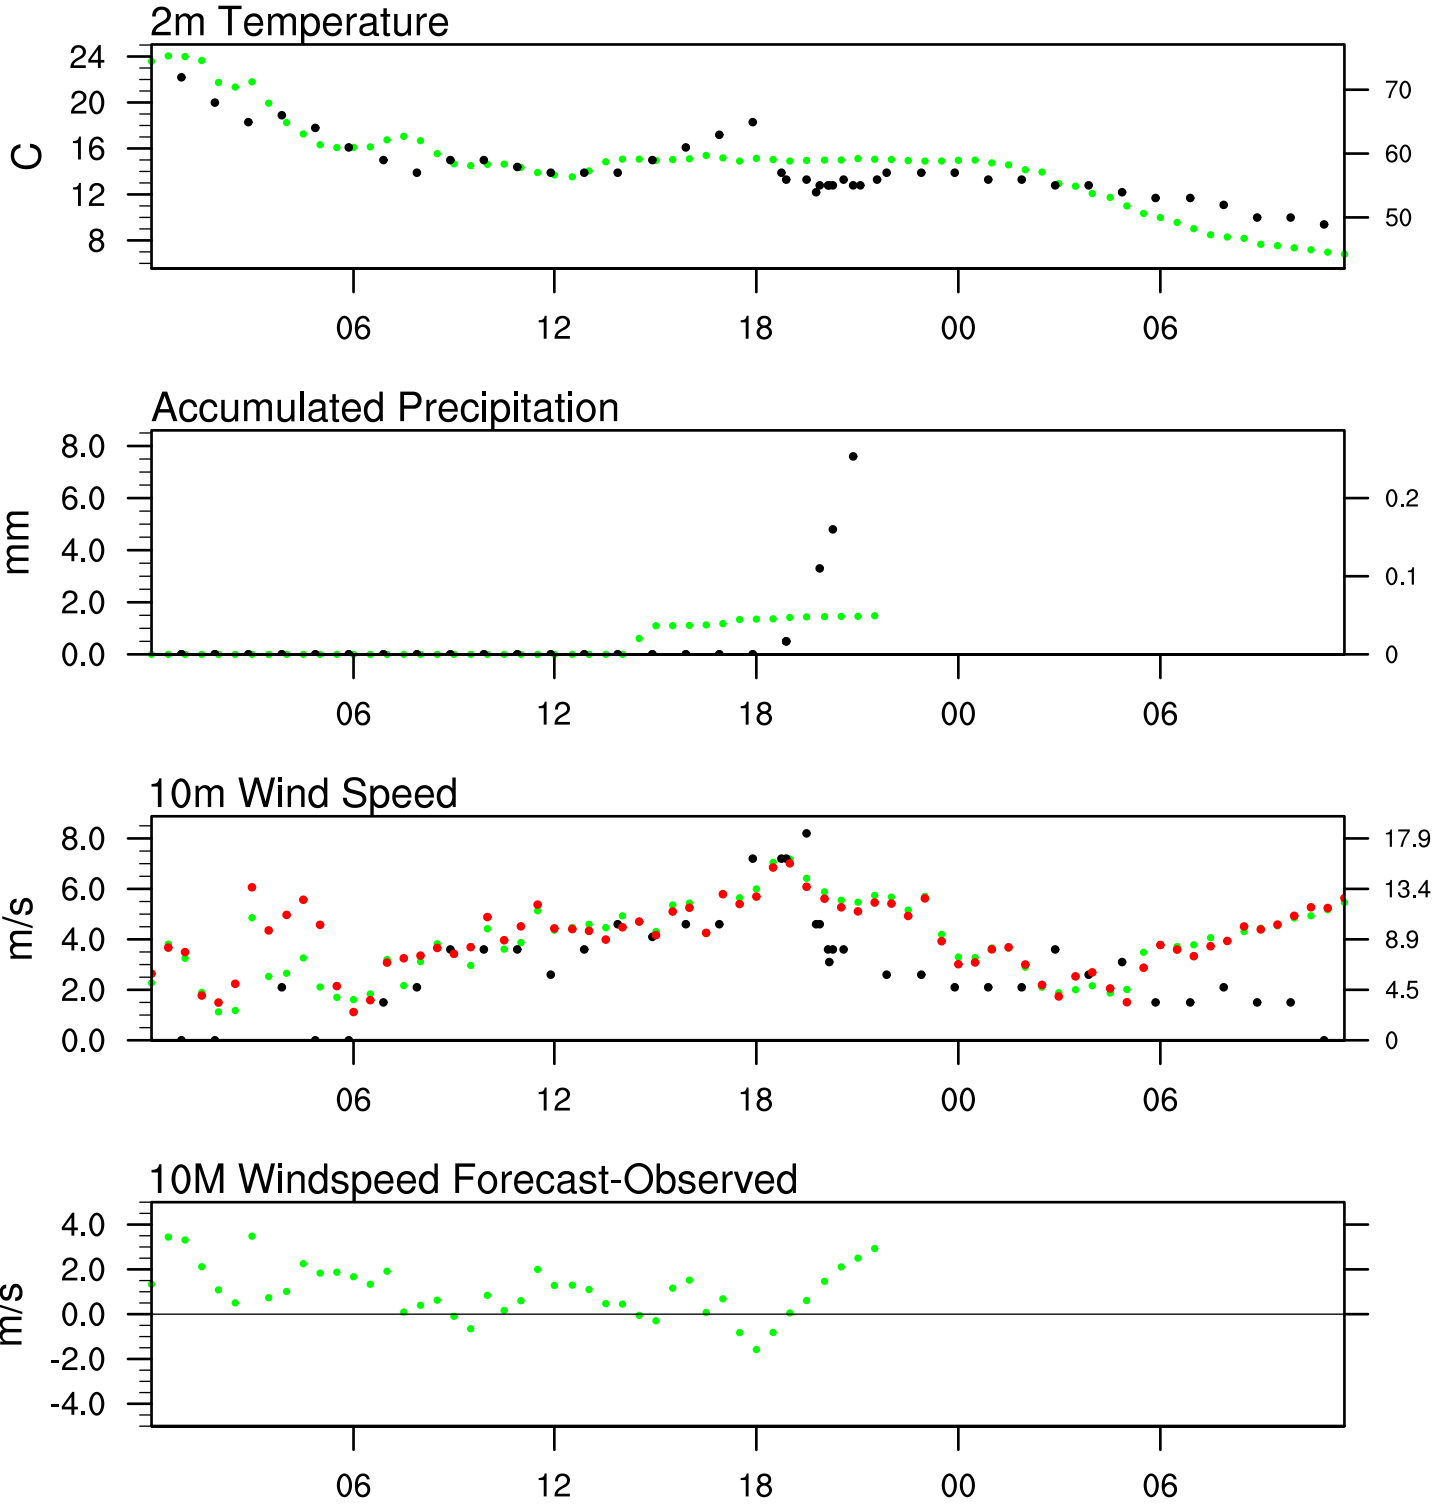 2m Temperature
24
20
16
12
8
C
70
60
50
06 12 18 00 06
Accumulated Precipitation
8.0
6.0
4.0
2.0
0.0
mm
0.2
0.1
0
06 12 18 00 06
10m Wind Speed
8.0
6.0
4.0
2.0
0.0
m/s
17.9
13.4
8.9
4.5
0
06 12 18 00 06
10M Windspeed Forecast-Observed
4.0
2.0
0.0
-2.0
-4.0
m/s
06 12 18 00 06